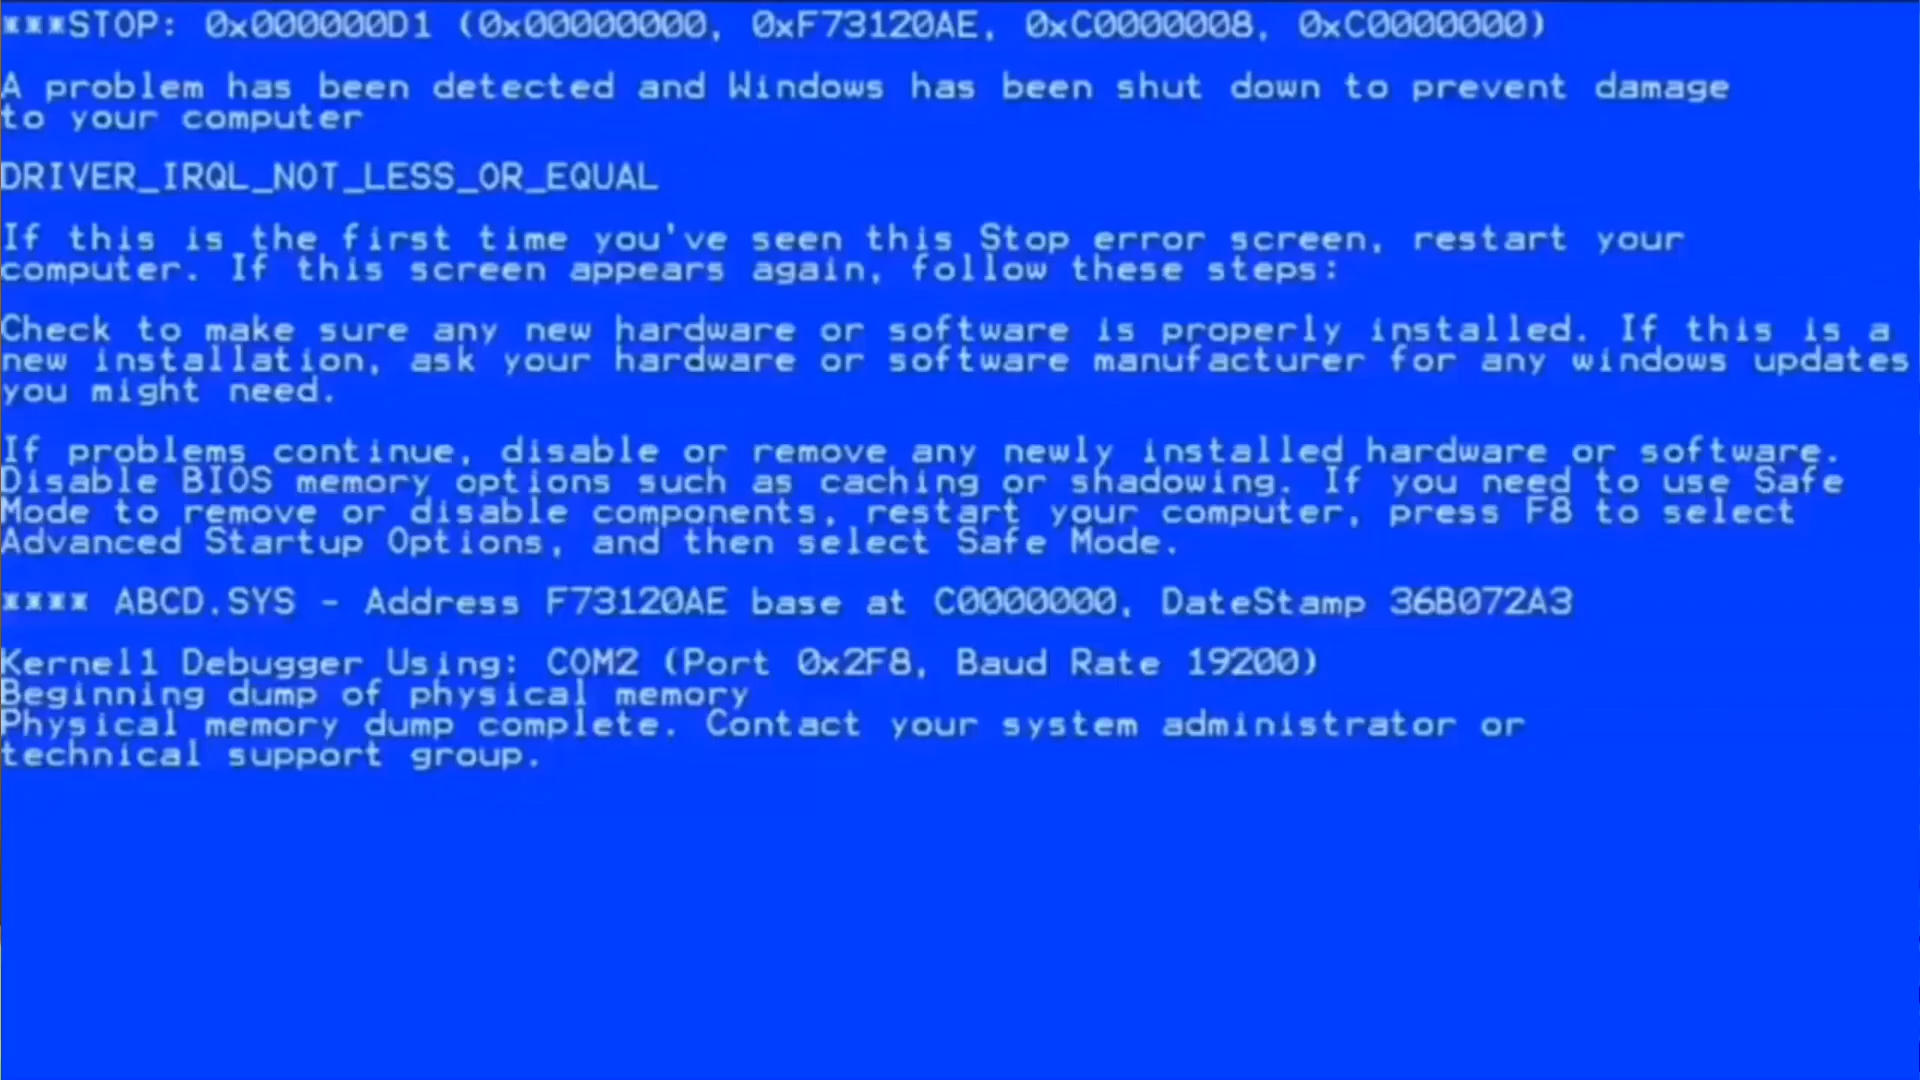 ***STOP: 0x000000D1 (0x00000000, 0xF73120AE, 0xC0000008, 0xC0000000)
A problem has been detected and Windows has been shut down to prevent damage
to your computer
DRIVER_IRQL_NOT_LESS_OR_EQUAL
If this is the first time you've seen this Stop error screen, restart your
computer. If this screen appears again, follow these steps:
Check to make sure any new hardware or software is properly installed. If this is a
new installation, ask your hardware or software manufacturer for any windows updates
you might need.
If problems continue, disable or remove any newly installed hardware or software.
Disable BIOS memory options such as caching or shadowing. If you need to use Safe
Mode to remove or disable components, restart your computer, press F8 to select
Advanced Startup Options, and then select Safe Mode.
**** ABCD.SYS - Address F73120AE base at C0000000, DateStamp 36B072A3
Kernel1 Debugger Using: COM2 (Port 0x2F8, Baud Rate 19200)
Beginning dump of physical memory
Physical memory dump complete. Contact your system administrator or
technical support group.